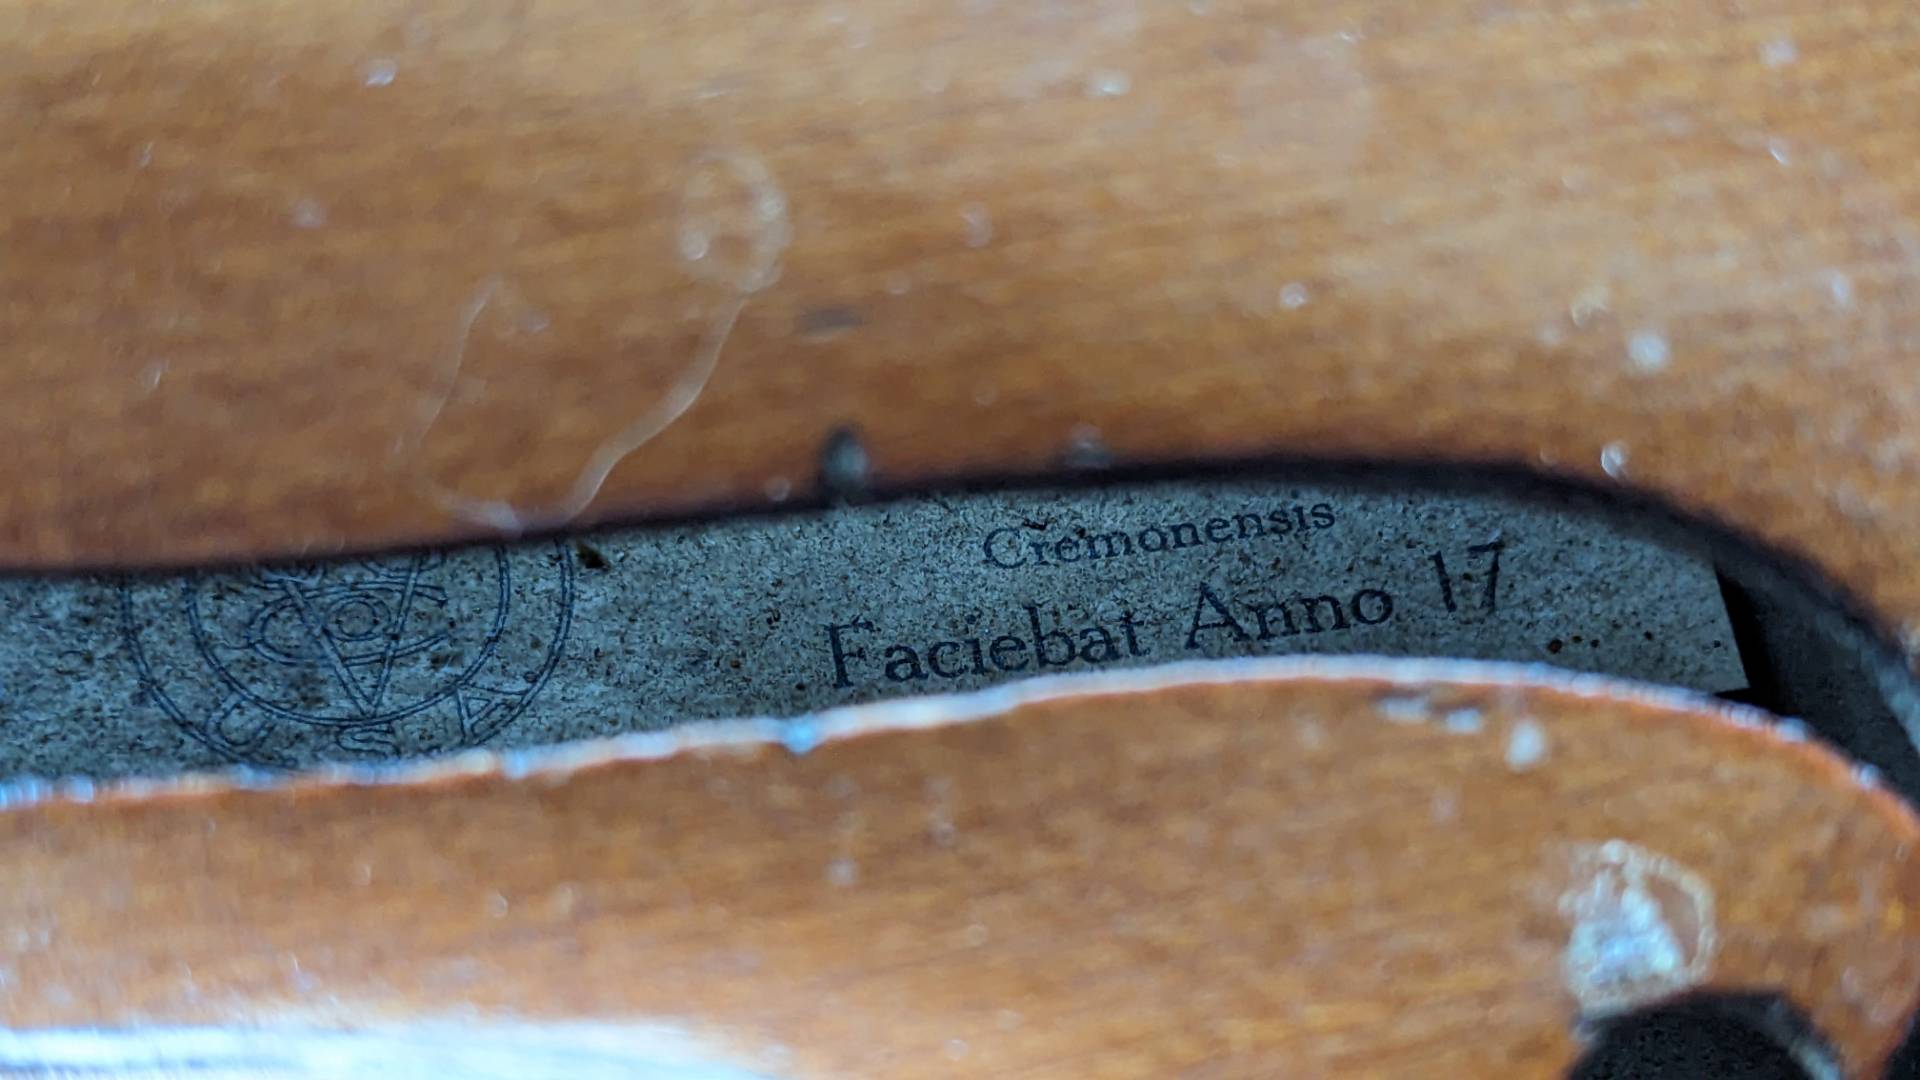 Cremonensis
Faciebat Anno 17